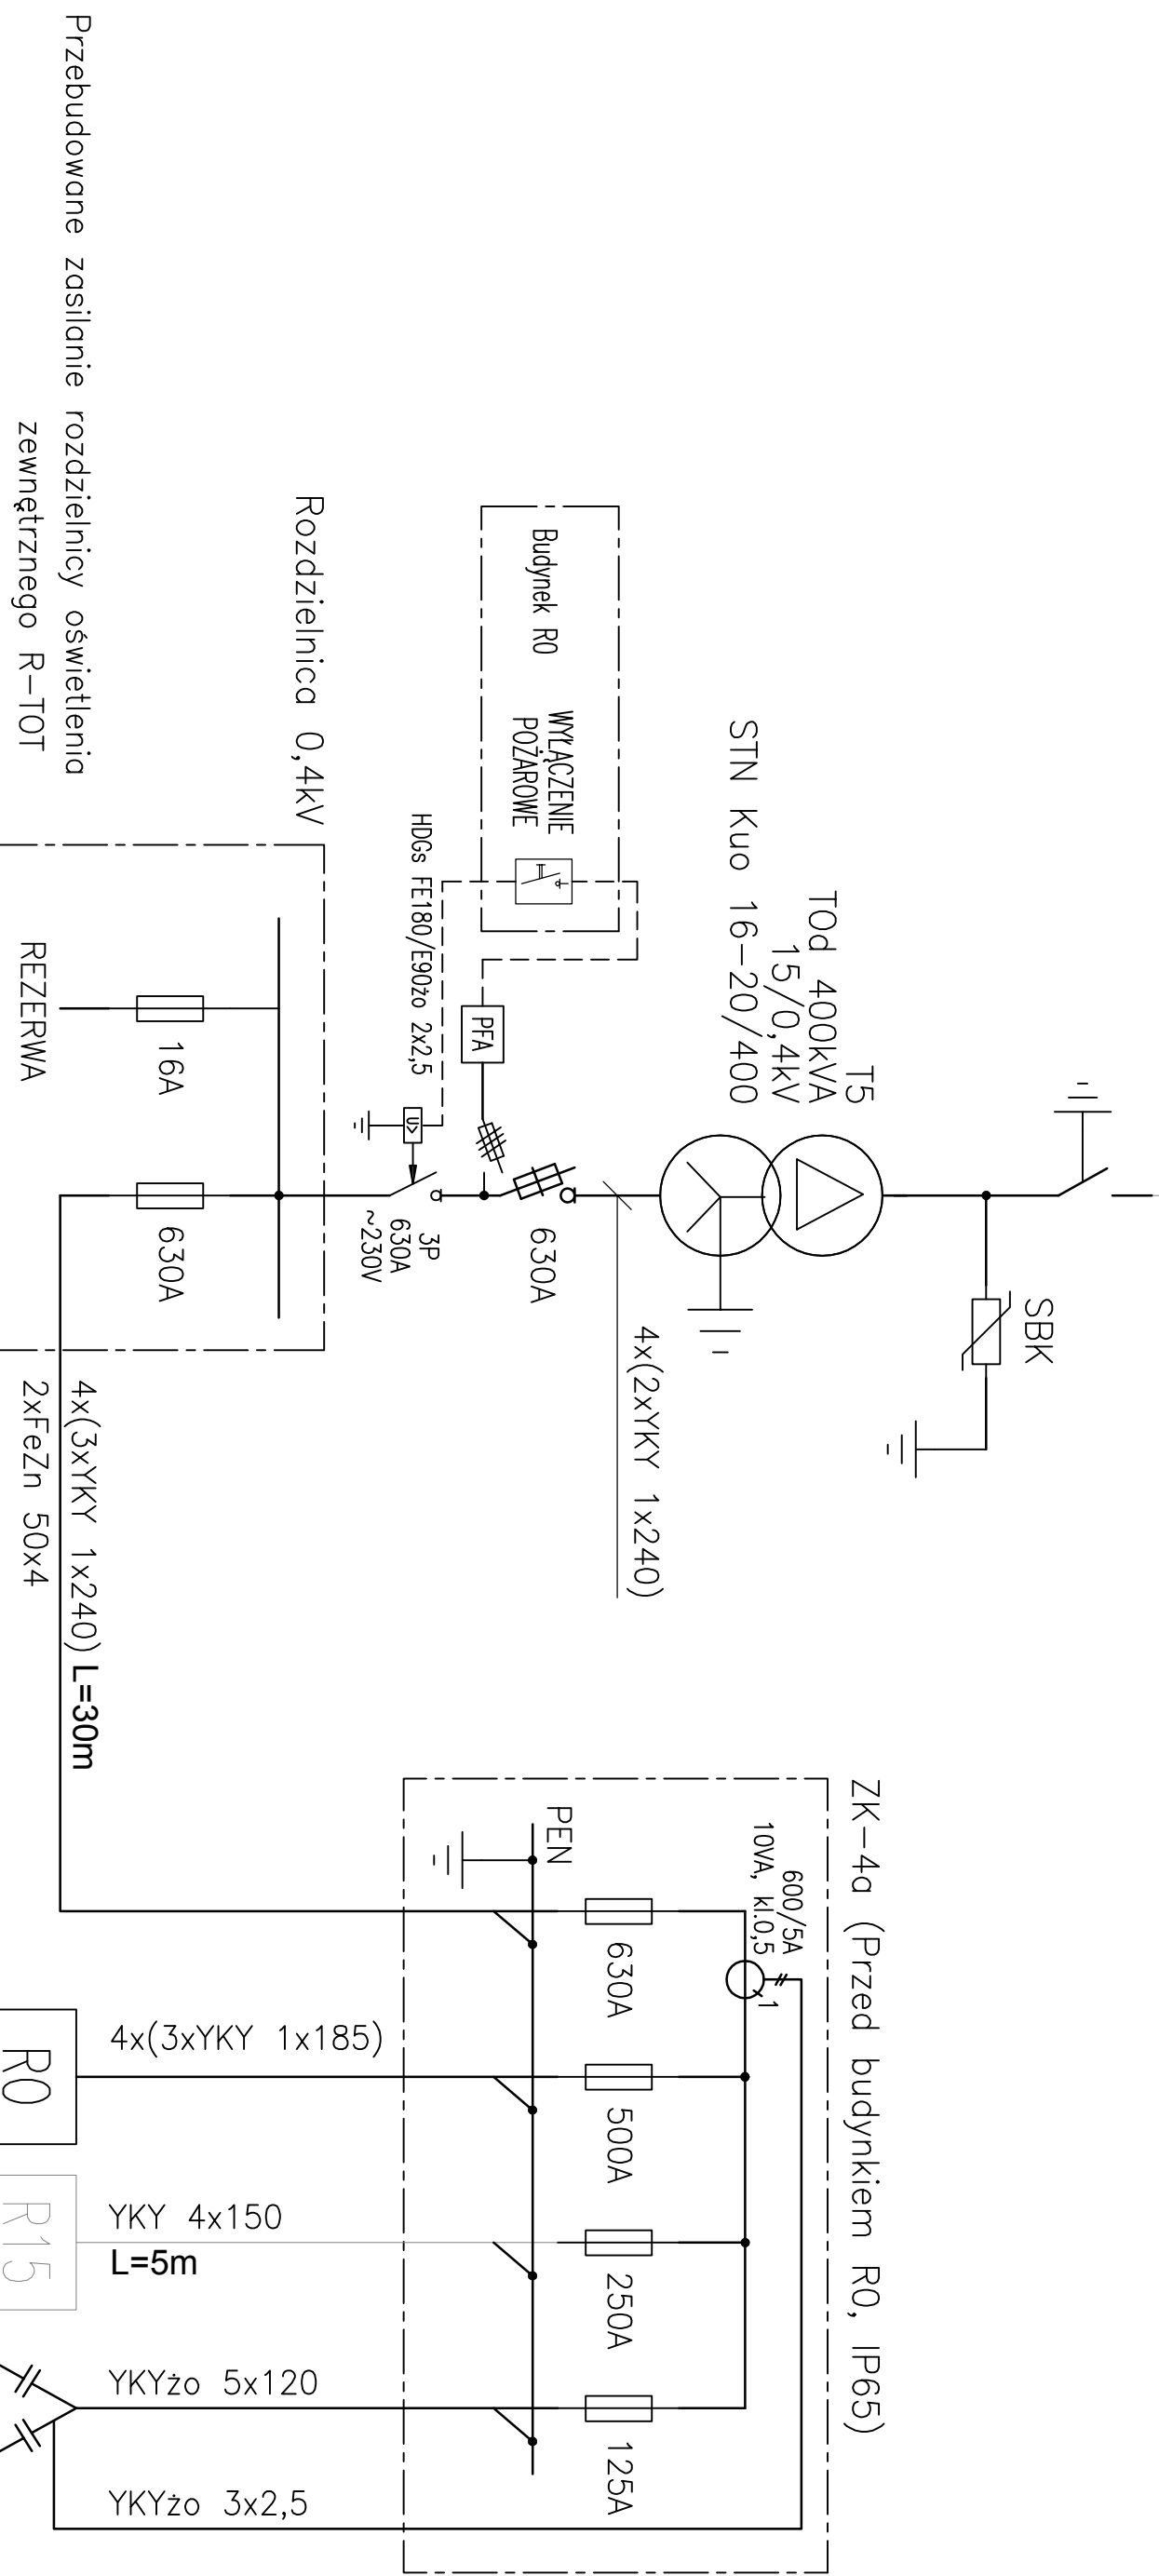 T5
TOd 400kVA
15/0,4kV
STN Kuo 16-20/400
SBK
4x(2xYKY 1x240)
630A
Budynek R0
WYŁĄCZENIE
POŻAROWE
PFA
HDGs FE180/E90żo 2x2,5
U>
3P
630A
~230V
Rozdzielnica 0,4kV
16A
630A
REZERWA
Przebudowane zasilanie rozdzielnicy oświetlenia
zewnętrznego R-TOT
4x(3xYKY 1x240) L=30m
2xFeZn 50x4
ZK-4a (Przed budynkiem R0, IP65)
600/5A
10VA, kl.0,5
1
PEN
630A
500A
250A
125A
4x(3xYKY 1x185)
YKY 4x150
L=5m
YKYżo 5x120
YKYżo 3x2,5
R0
R15